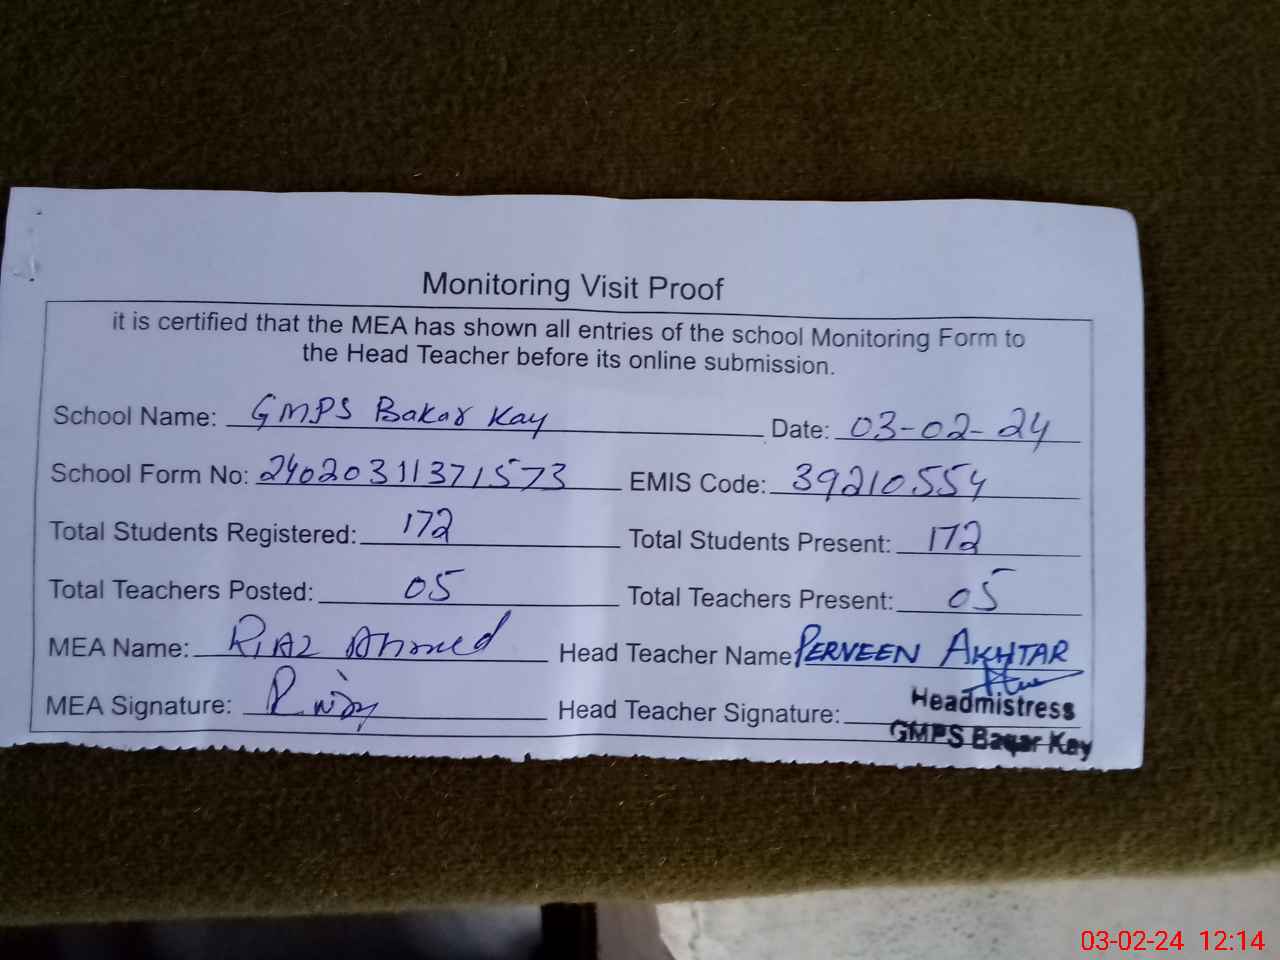 Monitoring Visit Proof
it is certified that the MEA has shown all entries of the school Monitoring Form to
the Head Teacher before its online submission.
School Name: GMPS Bakar Kay Date: 03-02-24
School Form No: 24020311371573 EMIS Code: 39210554
Total Students Registered: 172 Total Students Present: 172
Total Teachers Posted: 05 Total Teachers Present: 05
MEA Name: Riaz Ahmed Head Teacher Name PERVEEN AKHTAR
MEA Signature: Head Teacher Signature:
Headmistress
GMPS Baqar Kay
03-02-24 12:14